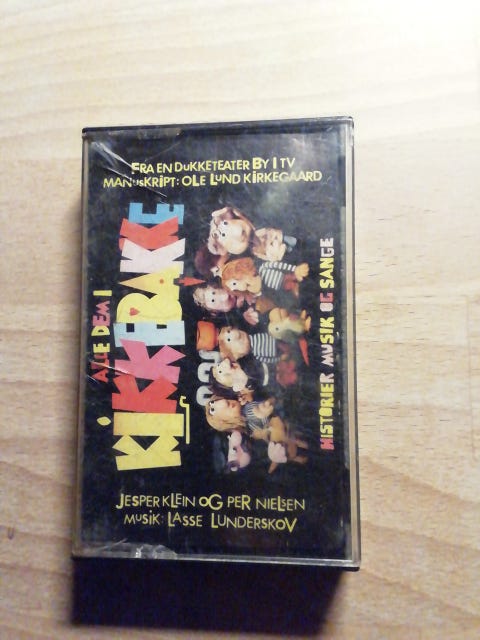 FRA EN DUKKETEATER BY I TV
MANUSKRIPT: OLE LUND KIRKEGAARD
ALLE DEM I
KIKKEBAKKE
HISTORIER MUSIK OG SANGE
JESPER KLEIN OG PER NIELSEN
MUSIK: LASSE LUNDERSKOV